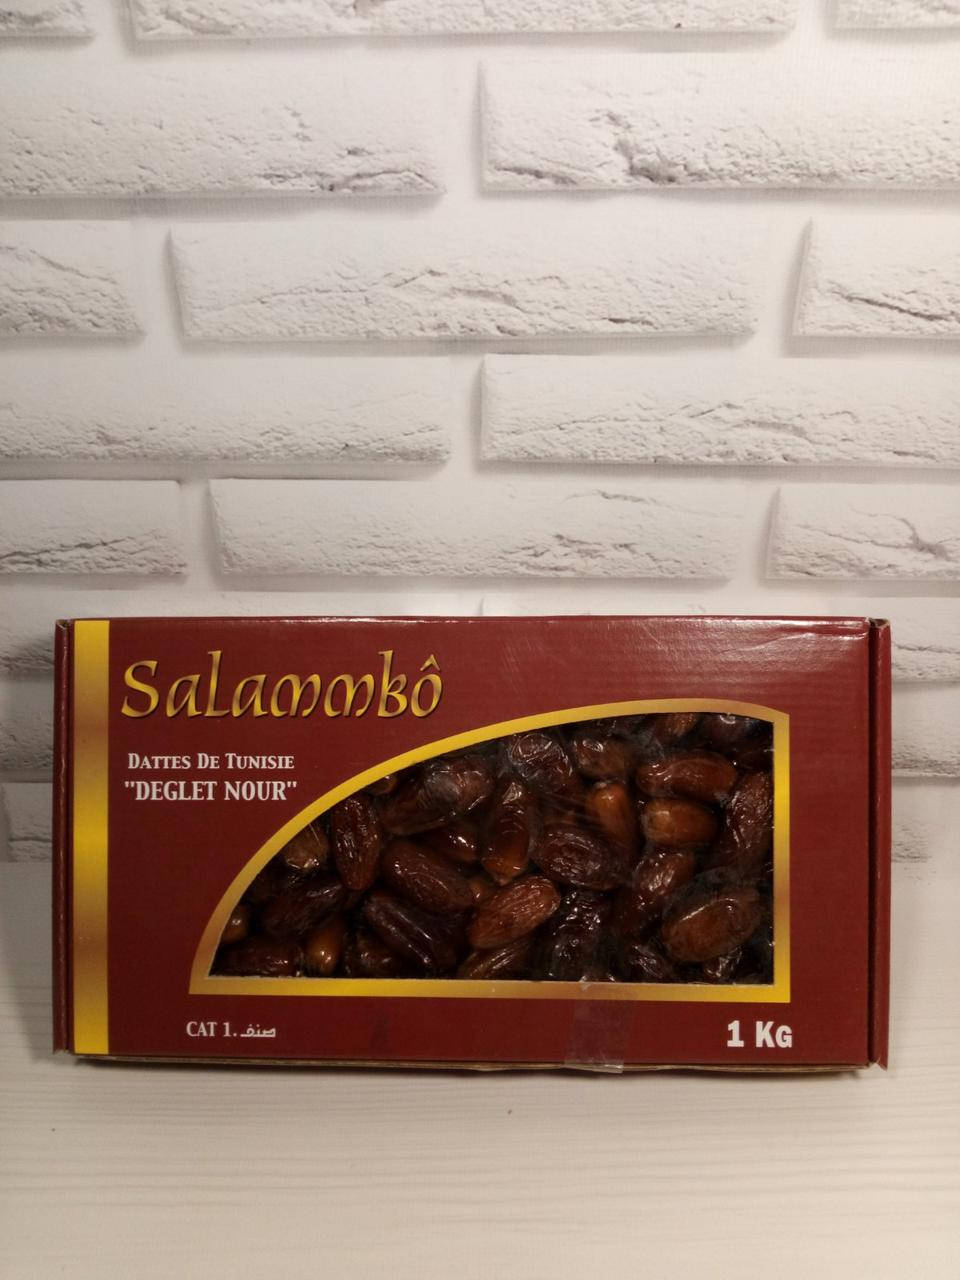 Salammbô
DATTES DE TUNISIE
"DEGLET NOUR"
CAT 1. صنف
1 KG